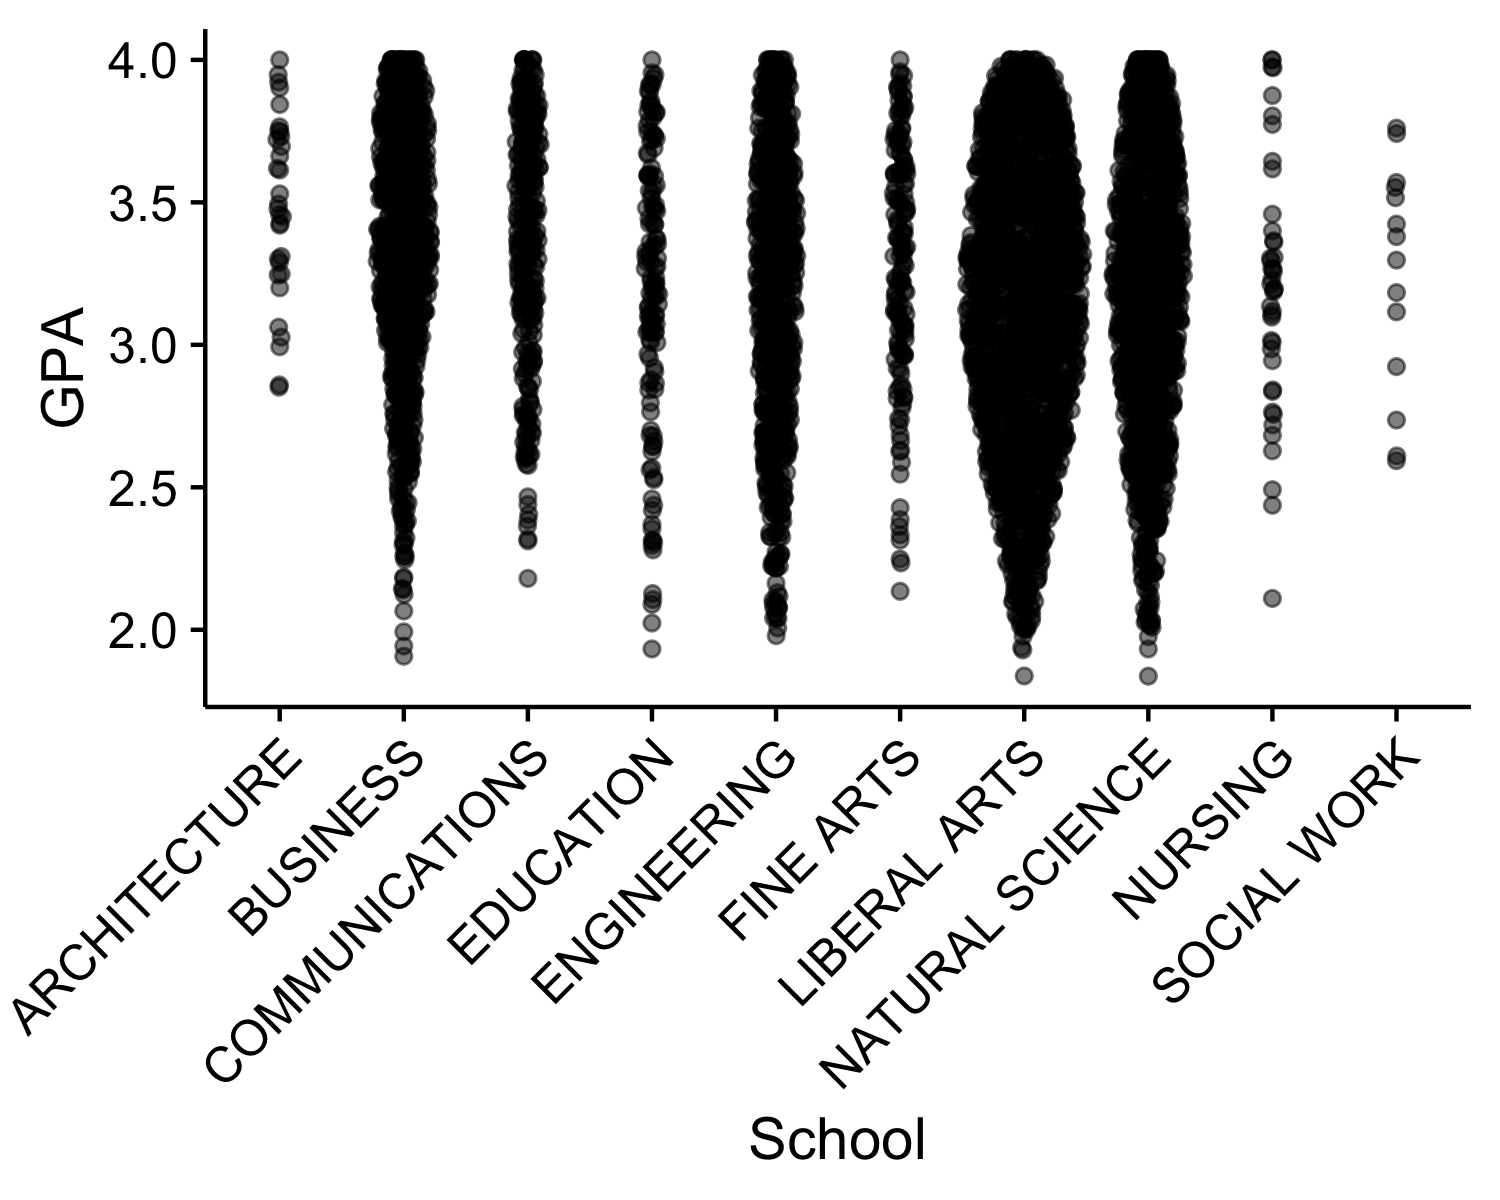 GPA
4.0
3.5
3.0
2.5
2.0
ARCHITECTURE
BUSINESS
COMMUNICATIONS
EDUCATION
ENGINEERING
FINE ARTS
LIBERAL ARTS
NATURAL SCIENCE
NURSING
SOCIAL WORK
School